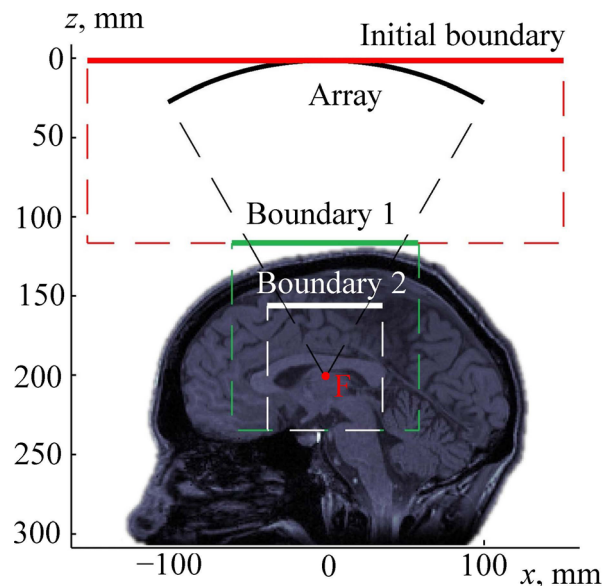 z, mm
Initial boundary
0
Array
50
100
Boundary 1
150
Boundary 2
200
F
250
300
−100
0
100
x, mm